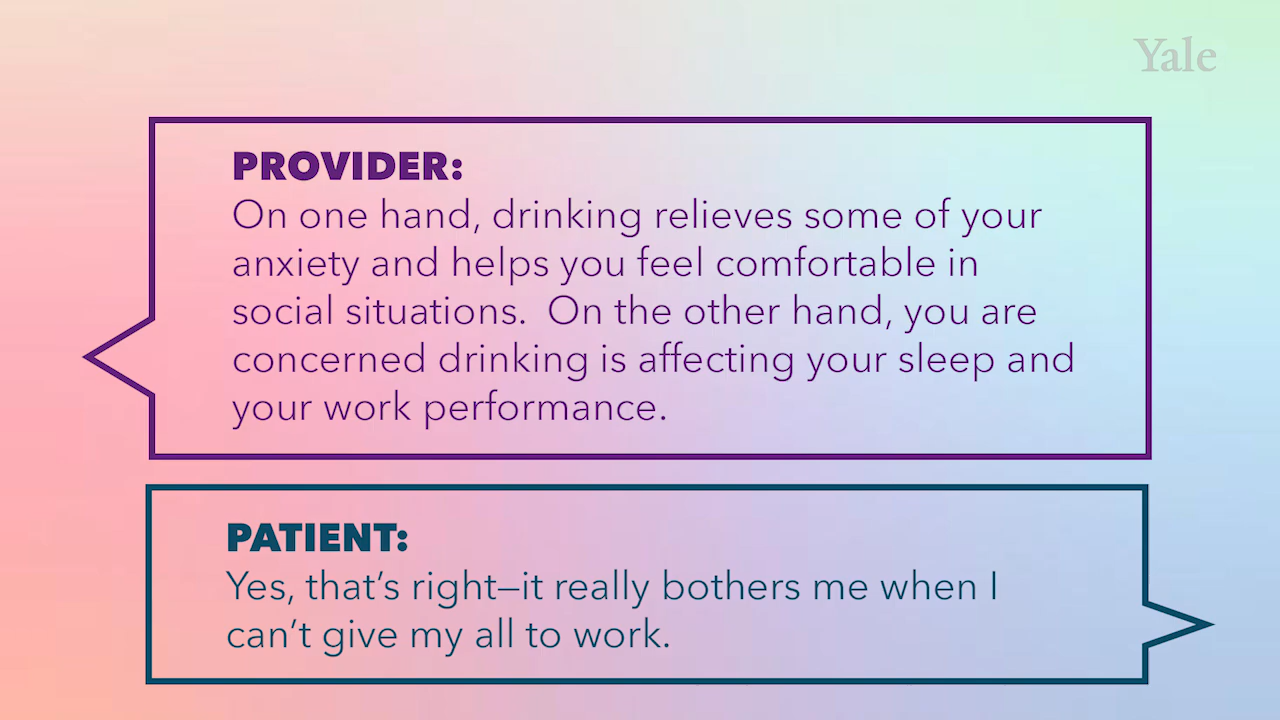 Yale
PROVIDER:
On one hand, drinking relieves some of your
anxiety and helps you feel comfortable in
social situations.  On the other hand, you are
concerned drinking is affecting your sleep and
your work performance.
PATIENT:
Yes, that’s right—it really bothers me when I
can’t give my all to work.